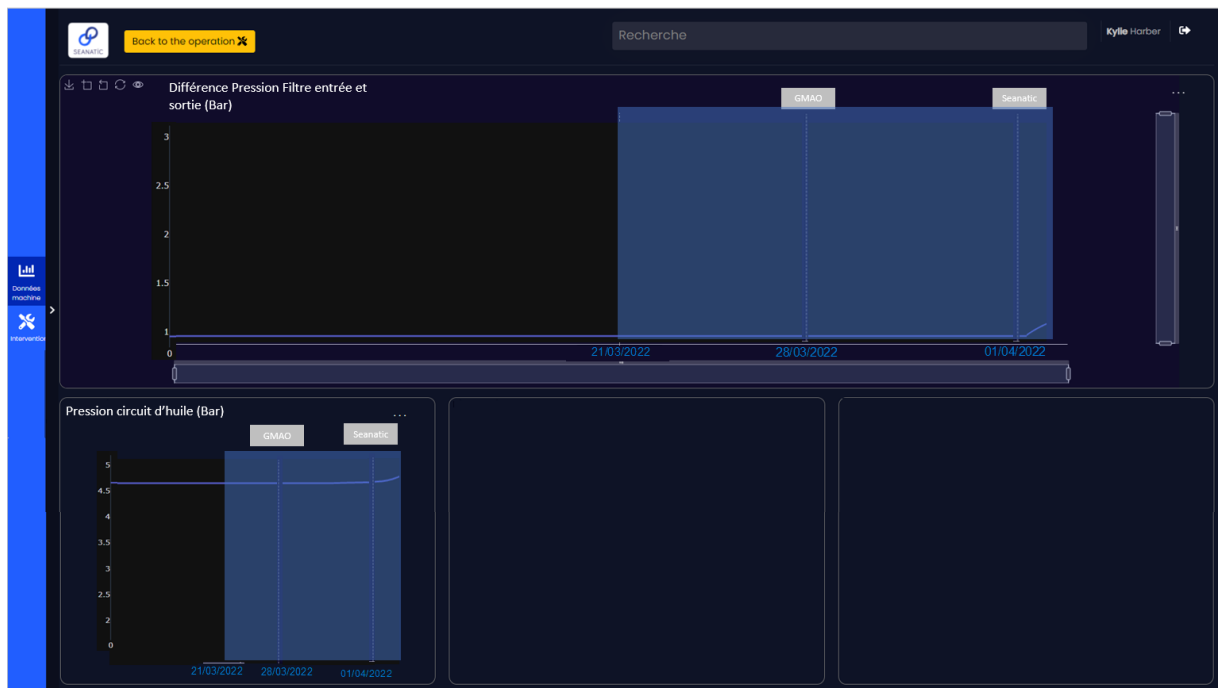 SEANATIC
Back to the operation
Recherche
Kylie Harber
Différence Pression Filtre entrée et
sortie (Bar)
...
GMAO
Seanatic
3
2.5
2
1.5
1
0
21/03/2022
28/03/2022
01/04/2022
Données
machine
Intervention
Pression circuit d'huile (Bar)
...
GMAO
Seanatic
5
4.5
4
3.5
3
2.5
2
0
21/03/2022
28/03/2022
01/04/2022